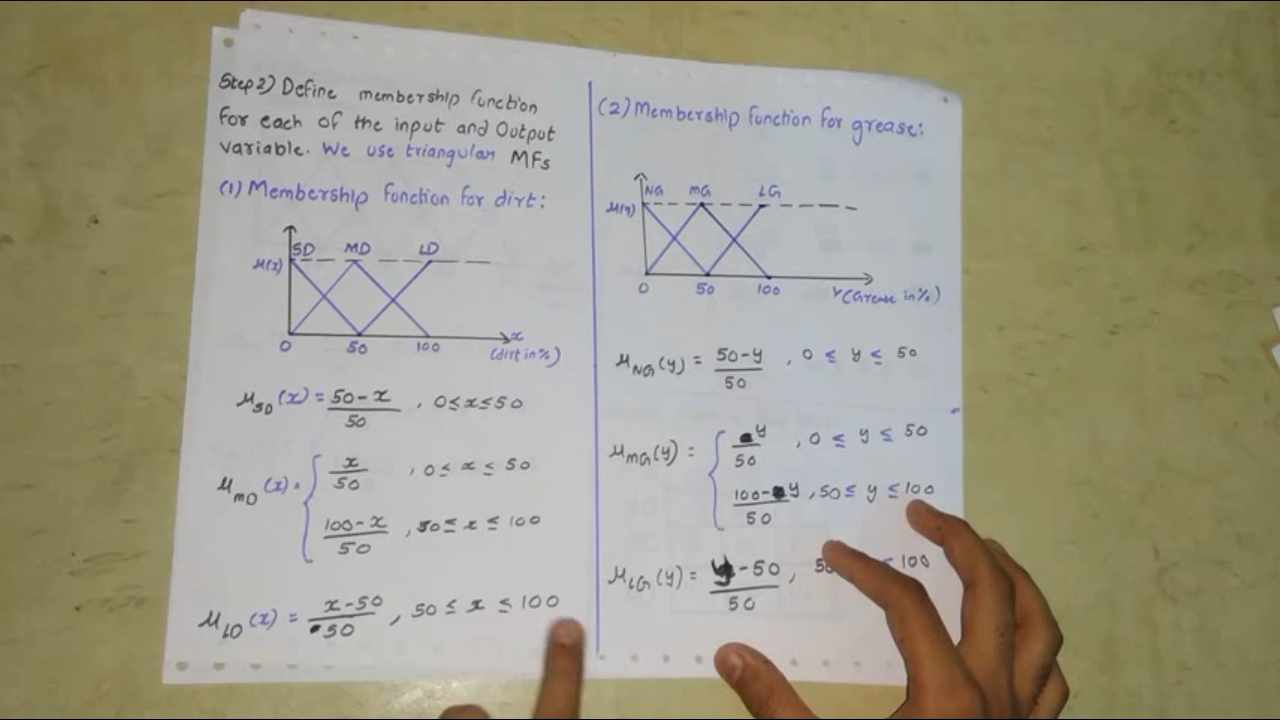 Step 2) Define membership function
for each of the input and Output
variable. We use triangular MFs
(1) Membership function for dirt:
SD MD LD
μ(x)
0 50 100
x
(dirt in %)
μSD (x) = 50 - x / 50 , 0 ≤ x ≤ 50
μMD (x) = { x / 50 , 0 ≤ x ≤ 50
100 - x / 50 , 50 ≤ x ≤ 100
μLD (x) = x - 50 / 50 , 50 ≤ x ≤ 100
(2) Membership function for grease:
NG MG LG
μ(y)
0 50 100
Y (Grease in %)
μNG (y) = 50 - y / 50 , 0 ≤ y ≤ 50
μMG (y) = { y / 50 , 0 ≤ y ≤ 50
100 - y / 50 , 50 ≤ y ≤ 100
μLG (y) = y - 50 / 50 , ≤ 100